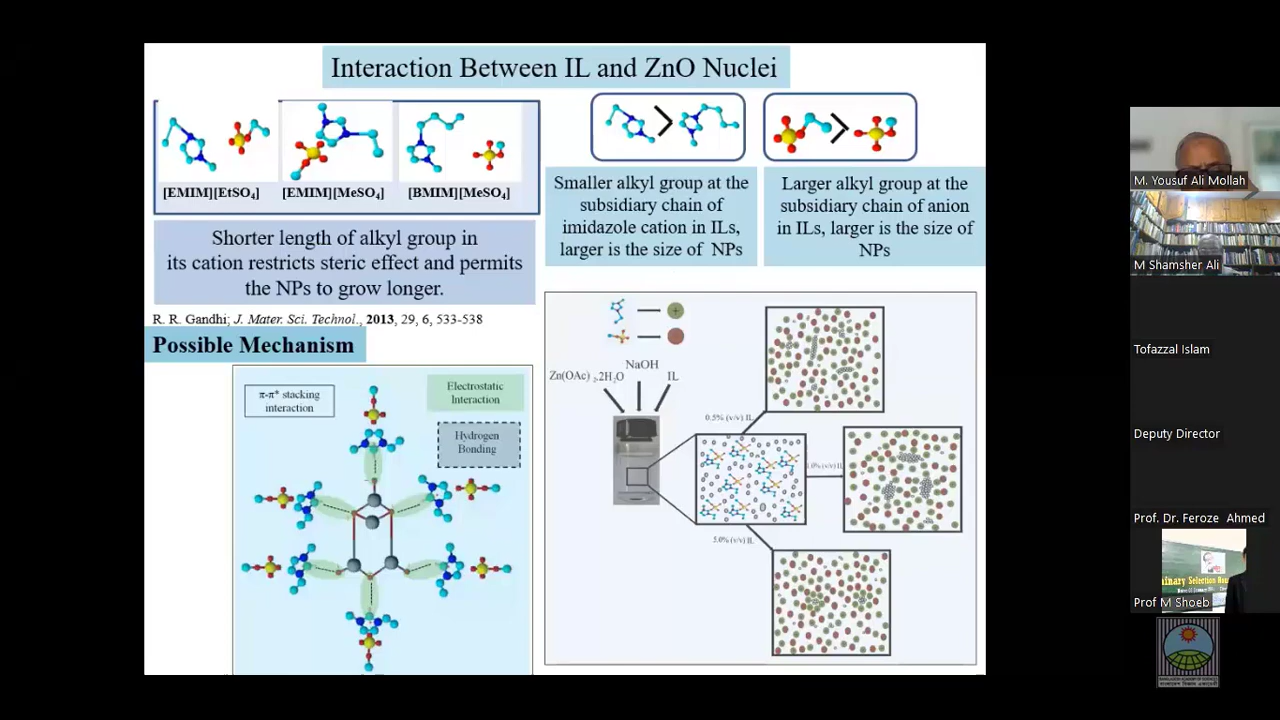 Interaction Between IL and ZnO Nuclei
[EMIM][EtSO4]
[EMIM][MeSO4]
[BMIM][MeSO4]
Shorter length of alkyl group in
its cation restricts steric effect and permits
the NPs to grow longer.
R. R. Gandhi; J. Mater. Sci. Technol., 2013, 29, 6, 533-538
>
Smaller alkyl group at the
subsidiary chain of
imidazole cation in ILs,
larger is the size of NPs
>
Larger alkyl group at the
subsidiary chain of anion
in ILs, larger is the size of
NPs
Possible Mechanism
π-π* stacking
interaction
Electrostatic
Interaction
Hydrogen
Bonding
+
NaOH
Zn(OAc) 2.2H2O
IL
0.5% (v/v) IL
1.0% (v/v) IL
5.0% (v/v) IL
M. Yousuf Ali Mollah
M Shamsher Ali
Tofazzal Islam
Deputy Director
Prof. Dr. Feroze Ahmed
Prof M Shoeb